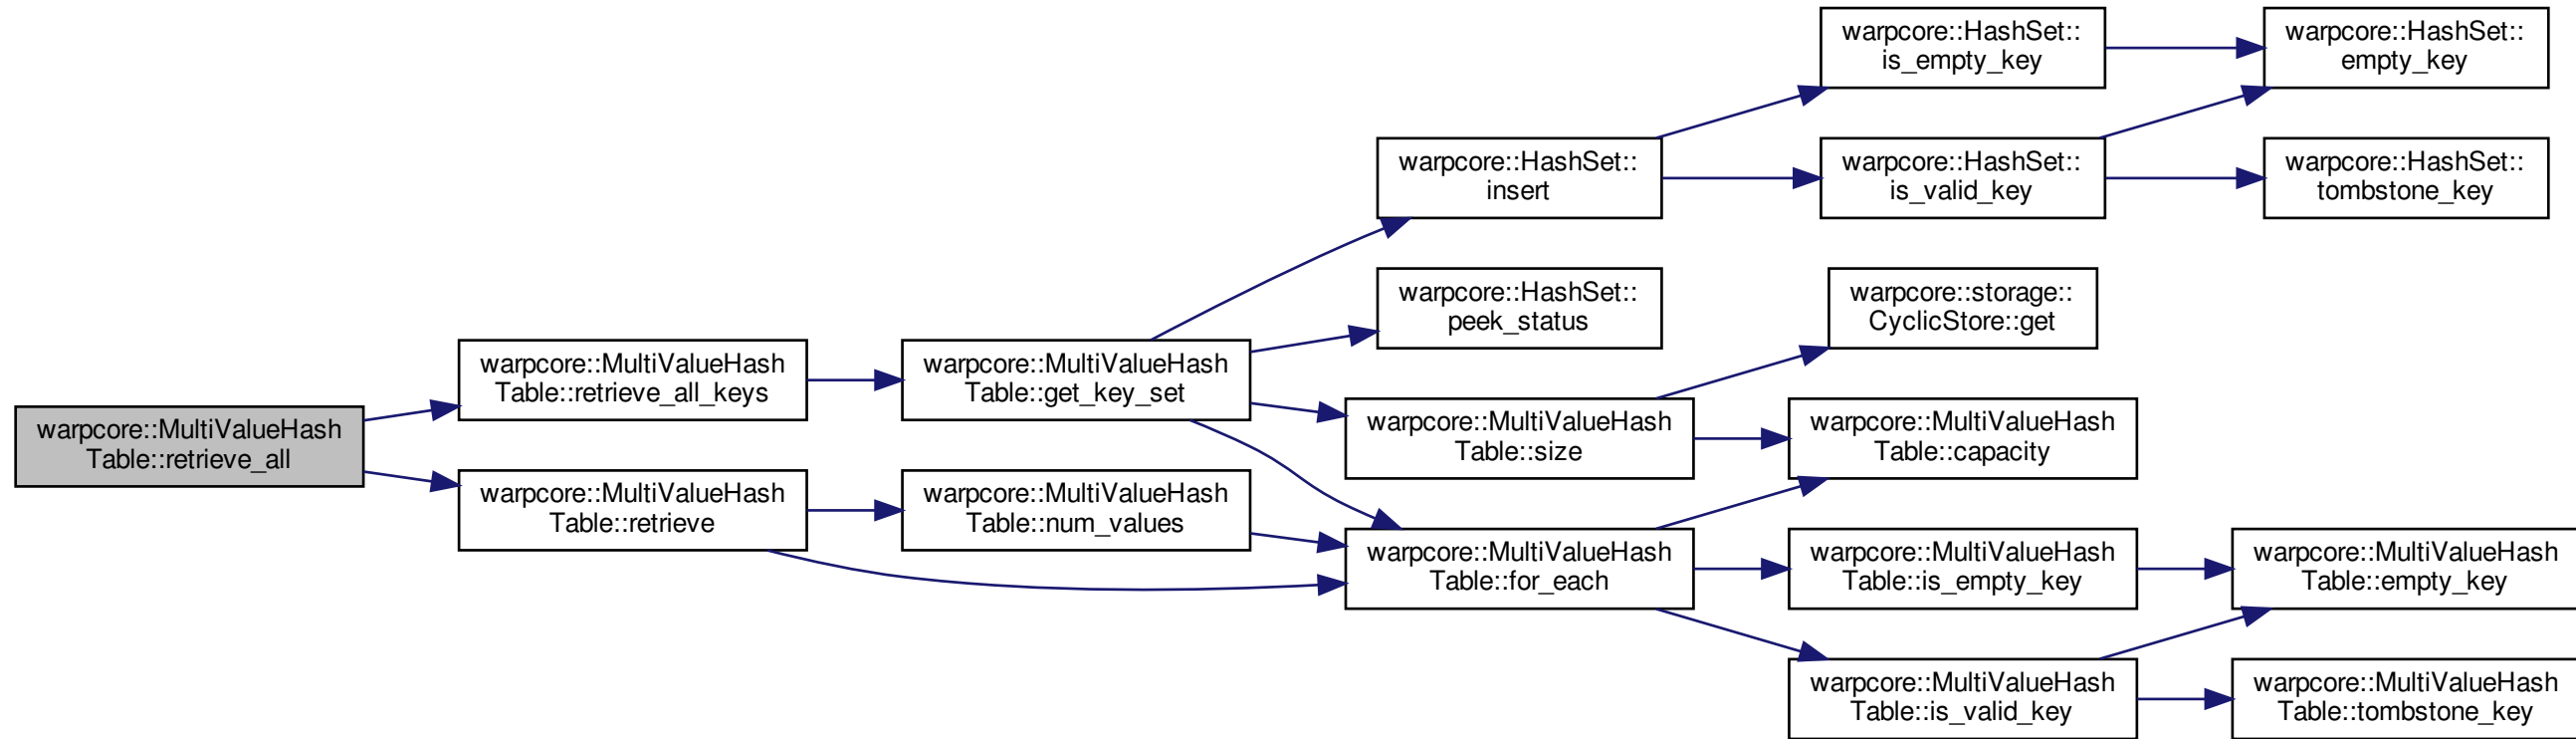 warpcore::HashSet::
is_empty_key
warpcore::HashSet::
empty_key
warpcore::HashSet::
insert
warpcore::HashSet::
is_valid_key
warpcore::HashSet::
tombstone_key
warpcore::HashSet::
peek_status
warpcore::storage::
CyclicStore::get
warpcore::MultiValueHash
Table::retrieve_all_keys
warpcore::MultiValueHash
Table::get_key_set
warpcore::MultiValueHash
Table::size
warpcore::MultiValueHash
Table::capacity
warpcore::MultiValueHash
Table::retrieve_all
warpcore::MultiValueHash
Table::retrieve
warpcore::MultiValueHash
Table::num_values
warpcore::MultiValueHash
Table::for_each
warpcore::MultiValueHash
Table::is_empty_key
warpcore::MultiValueHash
Table::empty_key
warpcore::MultiValueHash
Table::is_valid_key
warpcore::MultiValueHash
Table::tombstone_key